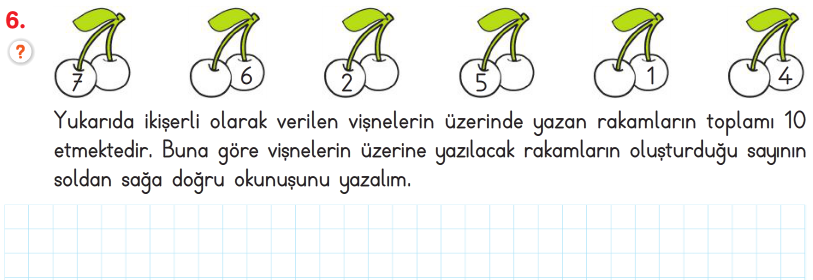 6.
?
7 6 2 5 1 4
Yukarıda ikişerli olarak verilen vişnelerin üzerinde yazan rakamların toplamı 10
etmektedir. Buna göre vişnelerin üzerine yazılacak rakamların oluşturduğu sayının
soldan sağa doğru okunuşunu yazalım.